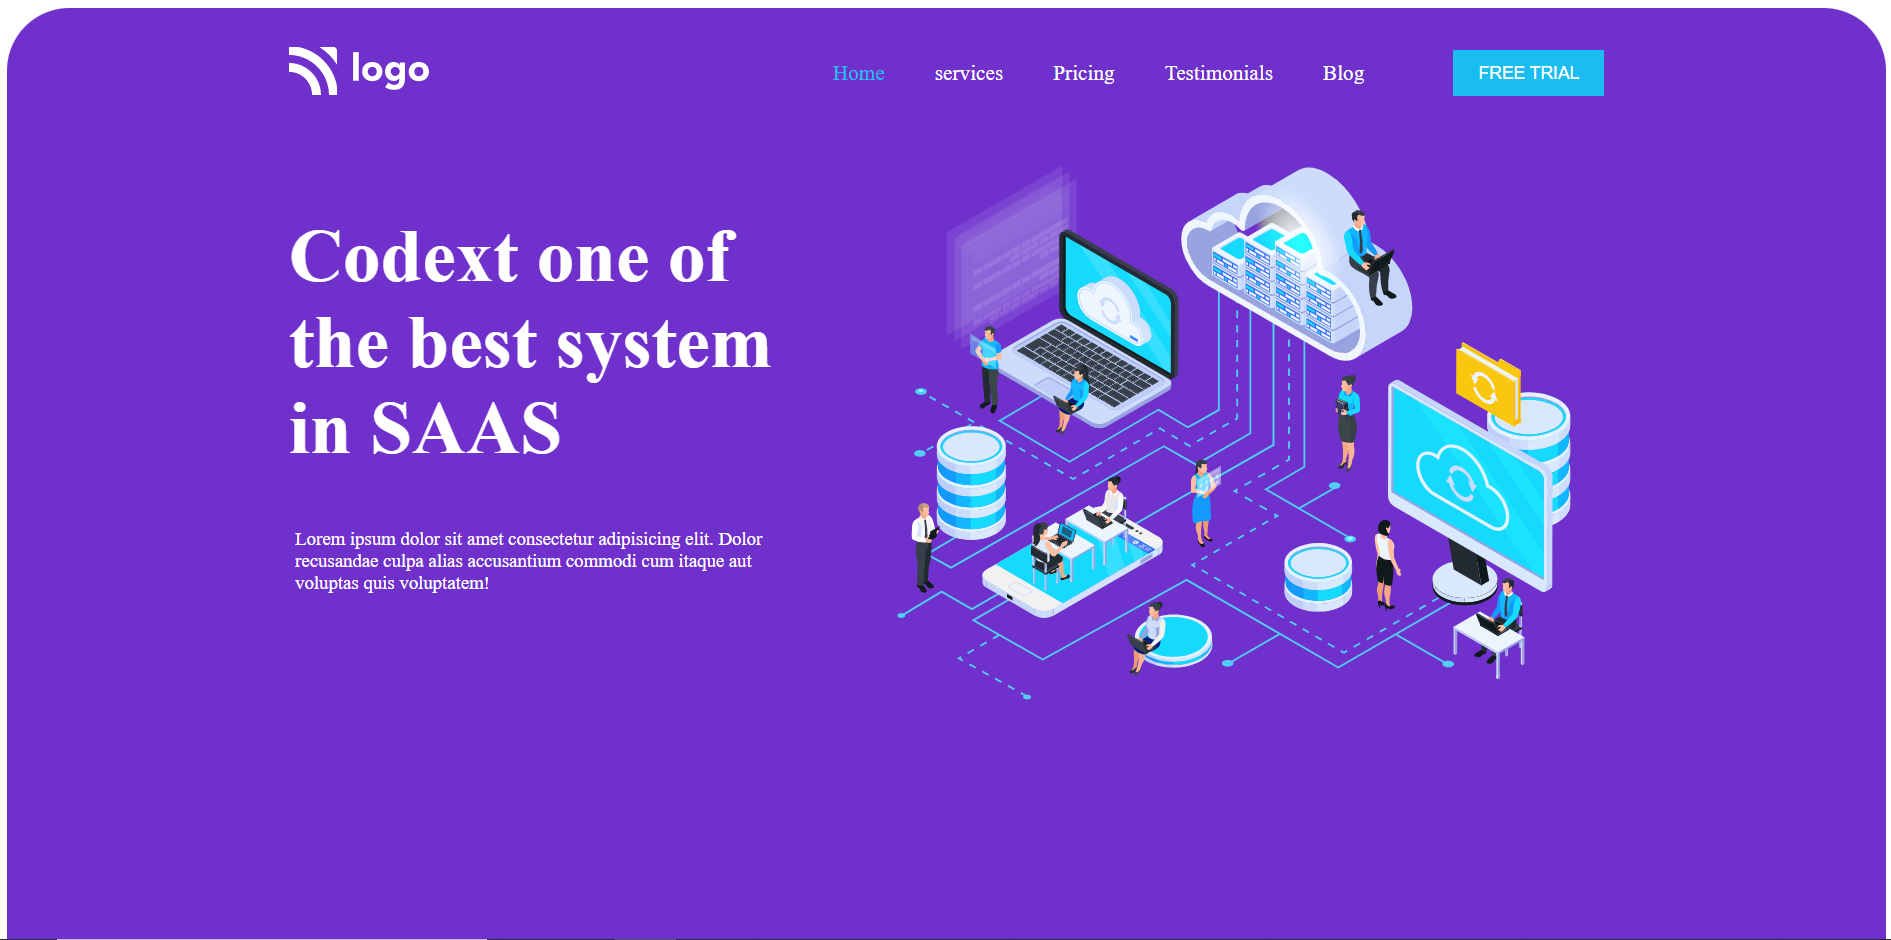 logo
Home services Pricing Testimonials Blog FREE TRIAL
Codext one of
the best system
in SAAS
Lorem ipsum dolor sit amet consectetur adipisicing elit. Dolor
recusandae culpa alias accusantium commodi cum itaque aut
voluptas quis voluptatem!